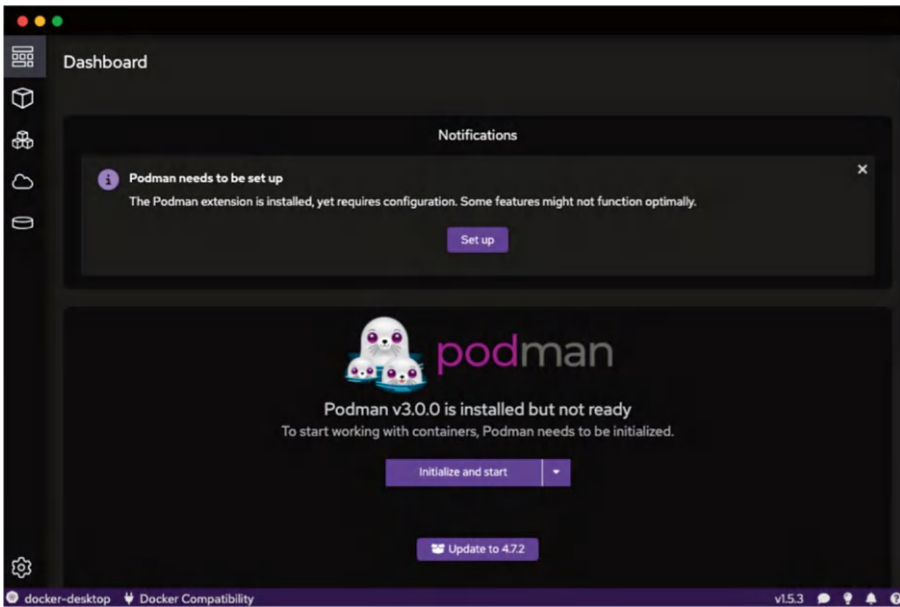 Dashboard
Notifications
i
Podman needs to be set up
The Podman extension is installed, yet requires configuration. Some features might not function optimally.
Set up
podman
Podman v3.0.0 is installed but not ready
To start working with containers, Podman needs to be initialized.
Initialize and start
Update to 4.7.2
docker-desktop Docker Compatibility v1.5.3